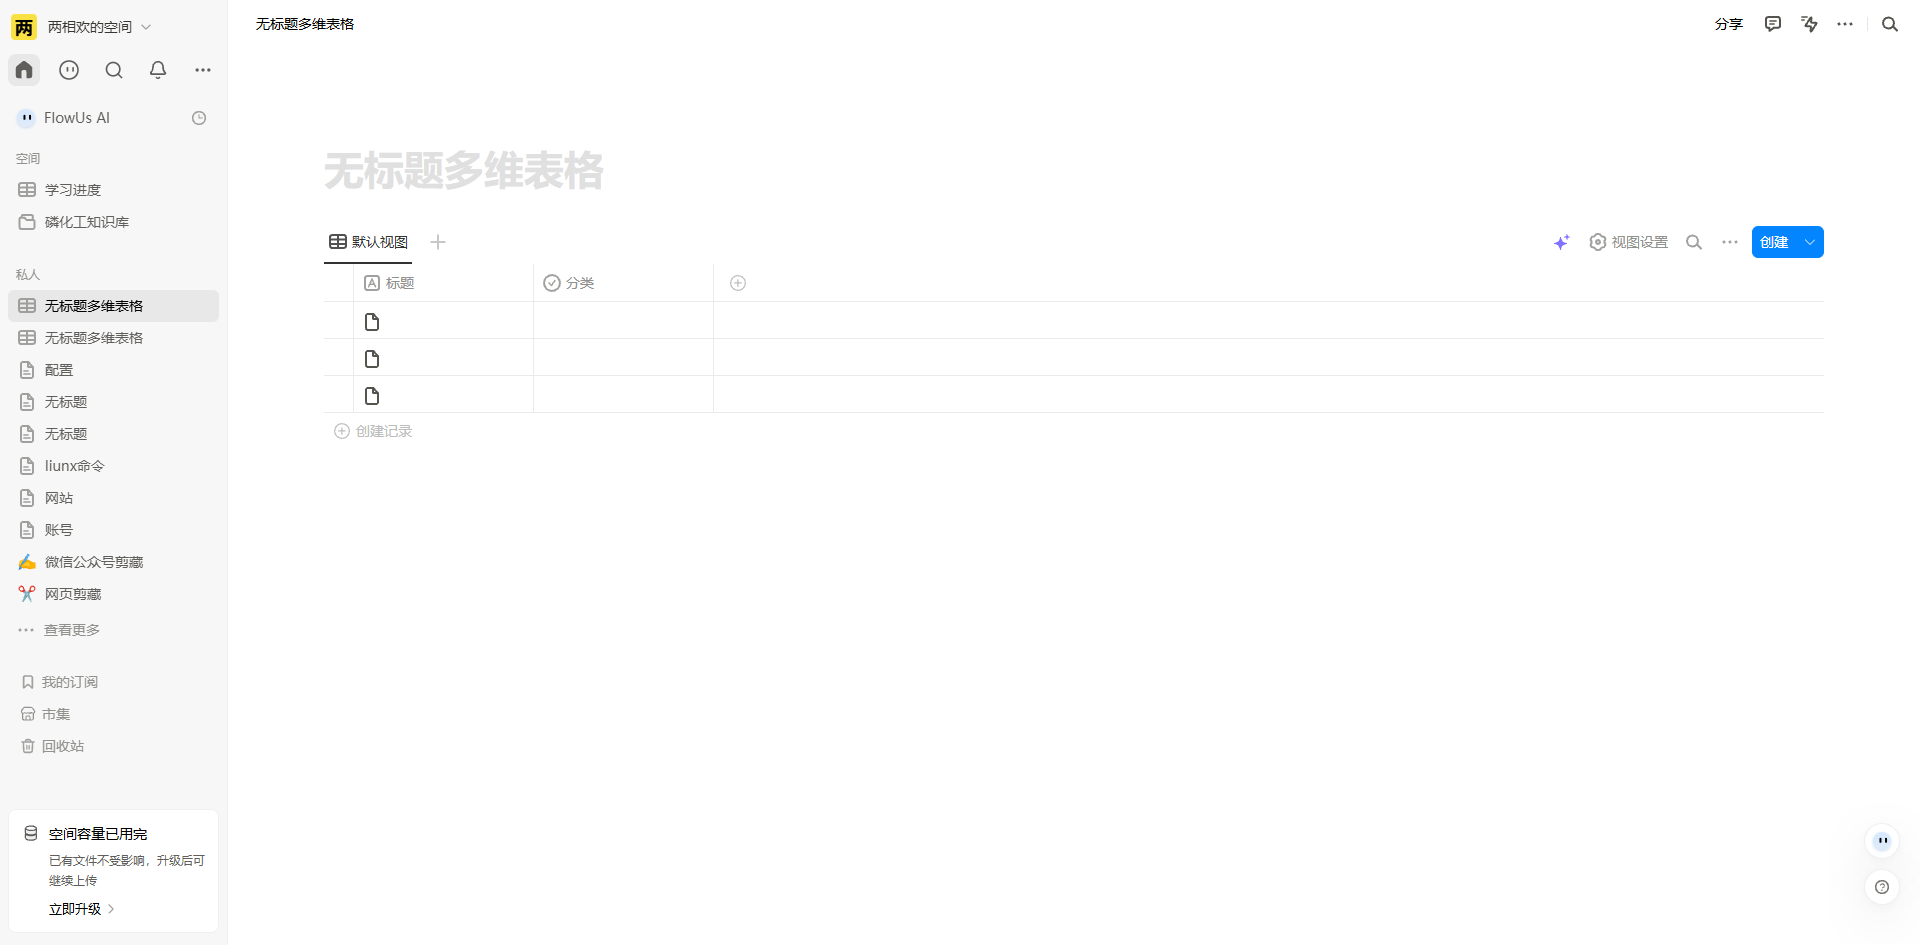 两 两相欢的空间
无标题多维表格
分享
FlowUs AI
空间
学习进度
磷化工知识库
私人
无标题多维表格
无标题多维表格
配置
无标题
无标题
liunx命令
网站
账号
微信公众号剪藏
网页剪藏
查看更多
我的订阅
市集
回收站
空间容量已用完
已有文件不受影响，升级后可
继续上传
立即升级
无标题多维表格
默认视图
视图设置
创建
标题
分类
创建记录